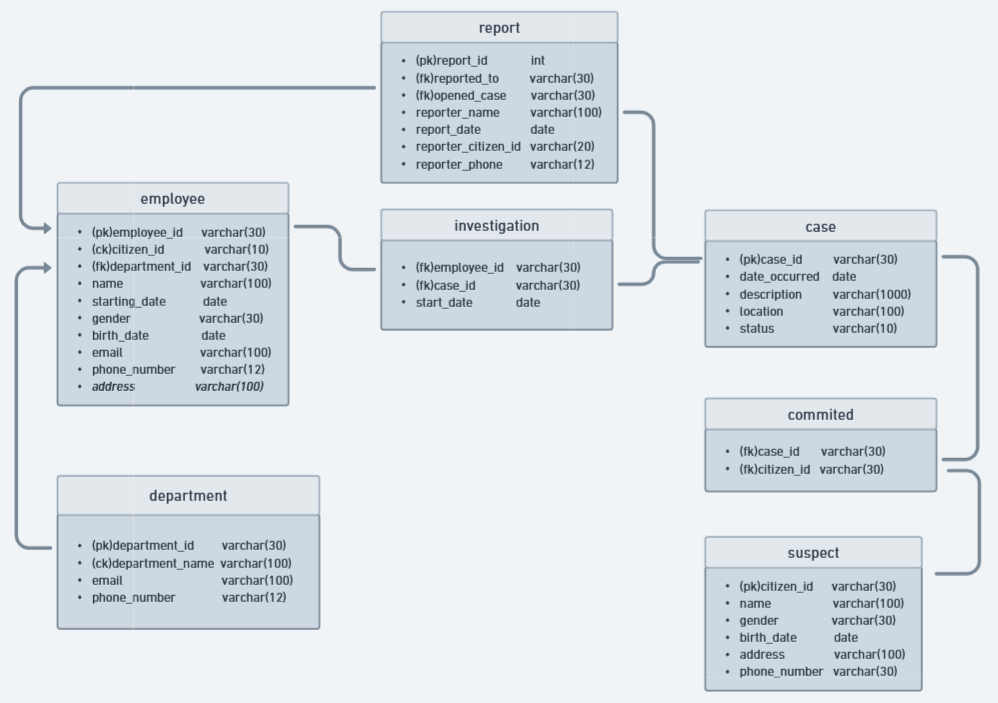 report
• (pk)report_id int
• (fk)reported_to varchar(30)
• (fk)opened_case varchar(30)
• reporter_name varchar(100)
• report_date date
• reporter_citizen_id varchar(20)
• reporter_phone varchar(12)
employee
• (pk)employee_id varchar(30)
• (ck)citizen_id varchar(10)
• (fk)department_id varchar(30)
• name varchar(100)
• starting_date date
• gender varchar(30)
• birth_date date
• email varchar(100)
• phone_number varchar(12)
• address varchar(100)
investigation
• (fk)employee_id varchar(30)
• (fk)case_id varchar(30)
• start_date date
case
• (pk)case_id varchar(30)
• date_occurred date
• description varchar(1000)
• location varchar(100)
• status varchar(10)
commited
• (fk)case_id varchar(30)
• (fk)citizen_id varchar(30)
department
• (pk)department_id varchar(30)
• (ck)department_name varchar(100)
• email varchar(100)
• phone_number varchar(12)
suspect
• (pk)citizen_id varchar(30)
• name varchar(100)
• gender varchar(30)
• birth_date date
• address varchar(100)
• phone_number varchar(30)